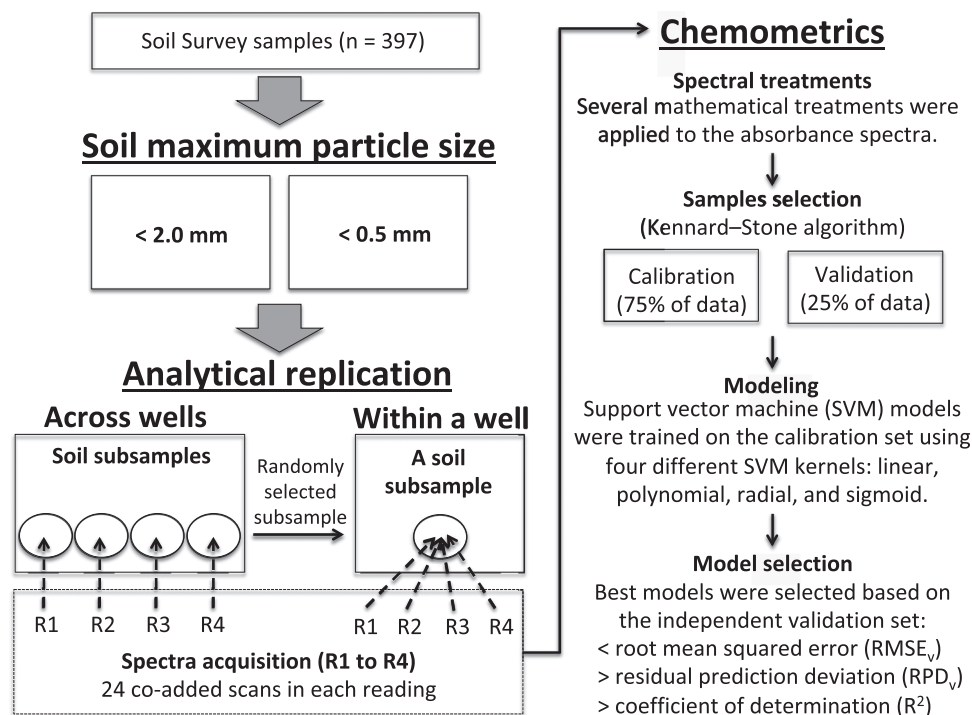 Soil Survey samples (n = 397)
Soil maximum particle size
< 2.0 mm
< 0.5 mm
Analytical replication
Across wells
Soil subsamples
Randomly
selected
subsample
Within a well
A soil
subsample
R1 R2 R3 R4
R1 R2 R3 R4
Spectra acquisition (R1 to R4)
24 co-added scans in each reading
Chemometrics
Spectral treatments
Several mathematical treatments were
applied to the absorbance spectra.
Samples selection
(Kennard–Stone algorithm)
Calibration
(75% of data)
Validation
(25% of data)
Modeling
Support vector machine (SVM) models
were trained on the calibration set using
four different SVM kernels: linear,
polynomial, radial, and sigmoid.
Model selection
Best models were selected based on
the independent validation set:
< root mean squared error (RMSEᵥ)
> residual prediction deviation (RPDᵥ)
> coefficient of determination (R²)